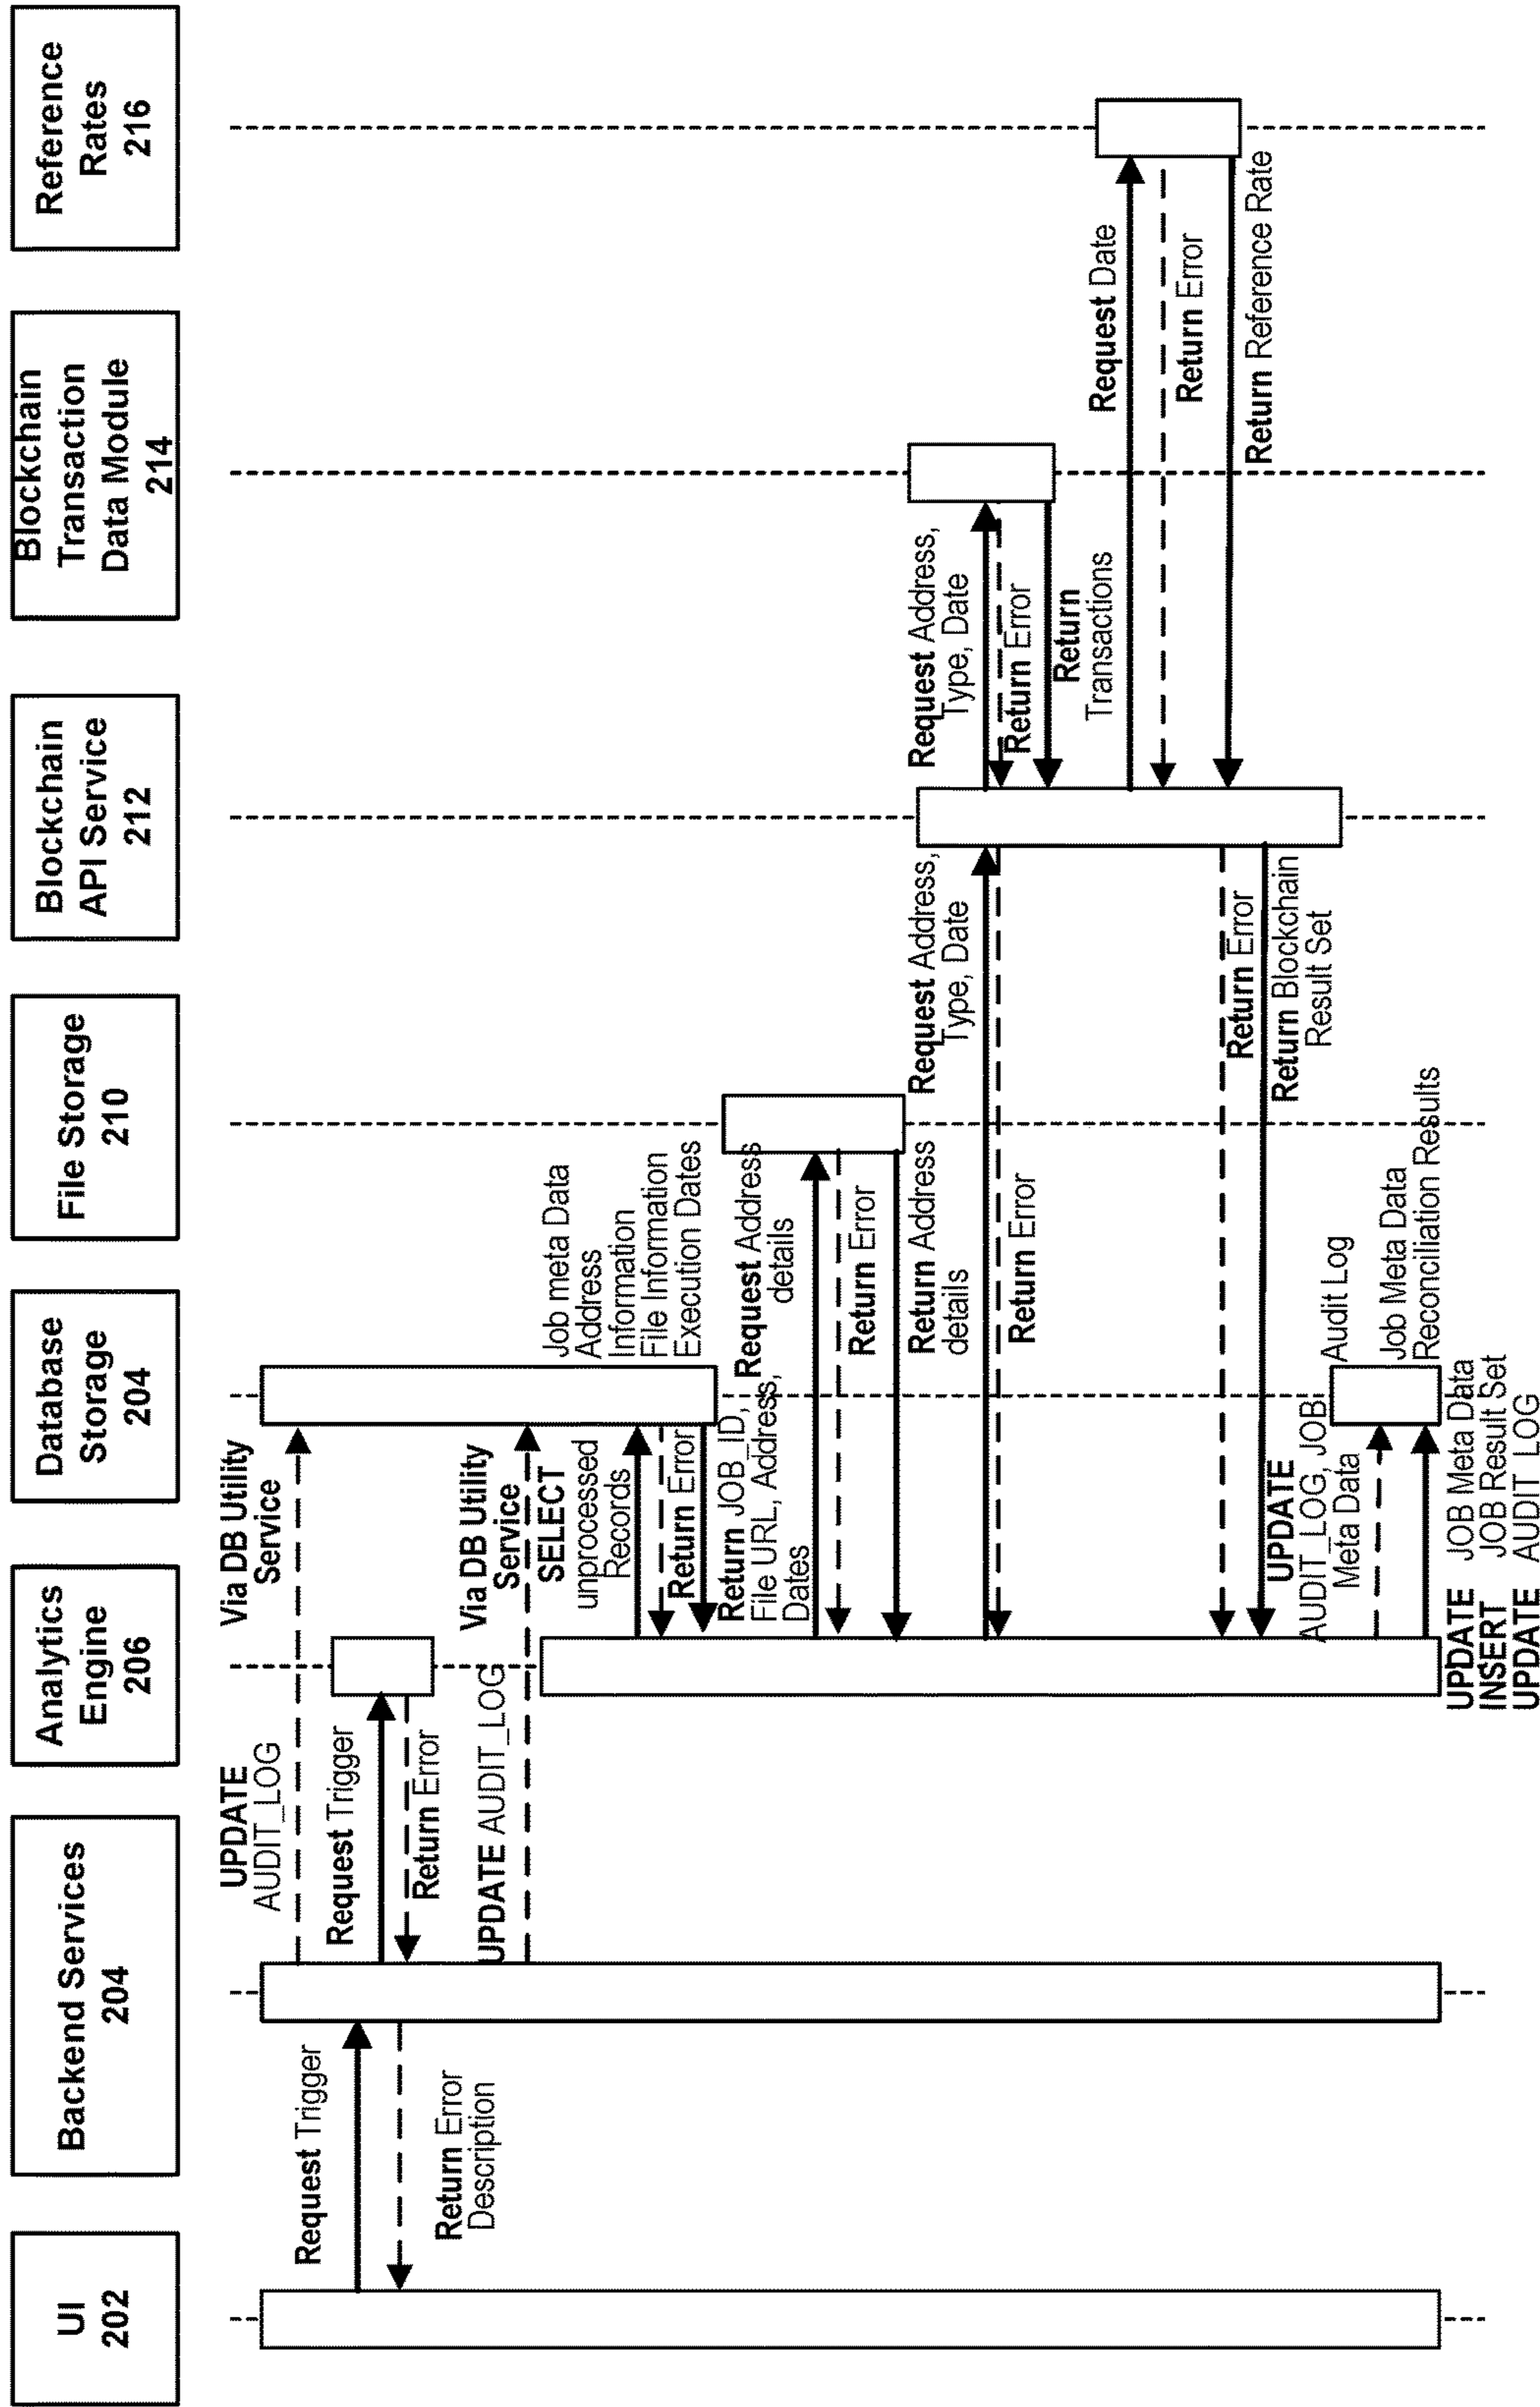 UI
202
Backend Services
204
Analytics
Engine
206
Database
Storage
204
File Storage
210
Blockchain
API Service
212
Blockchain
Transaction
Data Module
214
Reference
Rates
216
UPDATE
AUDIT_LOG
Via DB Utility
Service
Request Trigger
Return Error
Description
Request Trigger
Return Error
UPDATE AUDIT_LOG
Via DB Utility
Service
SELECT
unprocessed
Records
Return Error
Return JOB_ID,
File URL, Address,
Dates
Job meta Data
Address
Information
File Information
Execution Dates
Request Address
details
Return Error
Return Address
details
Request Address,
Type, Date
Return Error
Request Address,
Type, Date
Return Error
Return
Transactions
Request Date
Return Error
Return Reference Rate
Return Error
Return Blockchain
Result Set
UPDATE
AUDIT_LOG, JOB
Meta Data
Audit Log
Job Meta Data
Reconciliation Results
UPDATE JOB Meta Data
INSERT JOB Result Set
UPDATE AUDIT_LOG